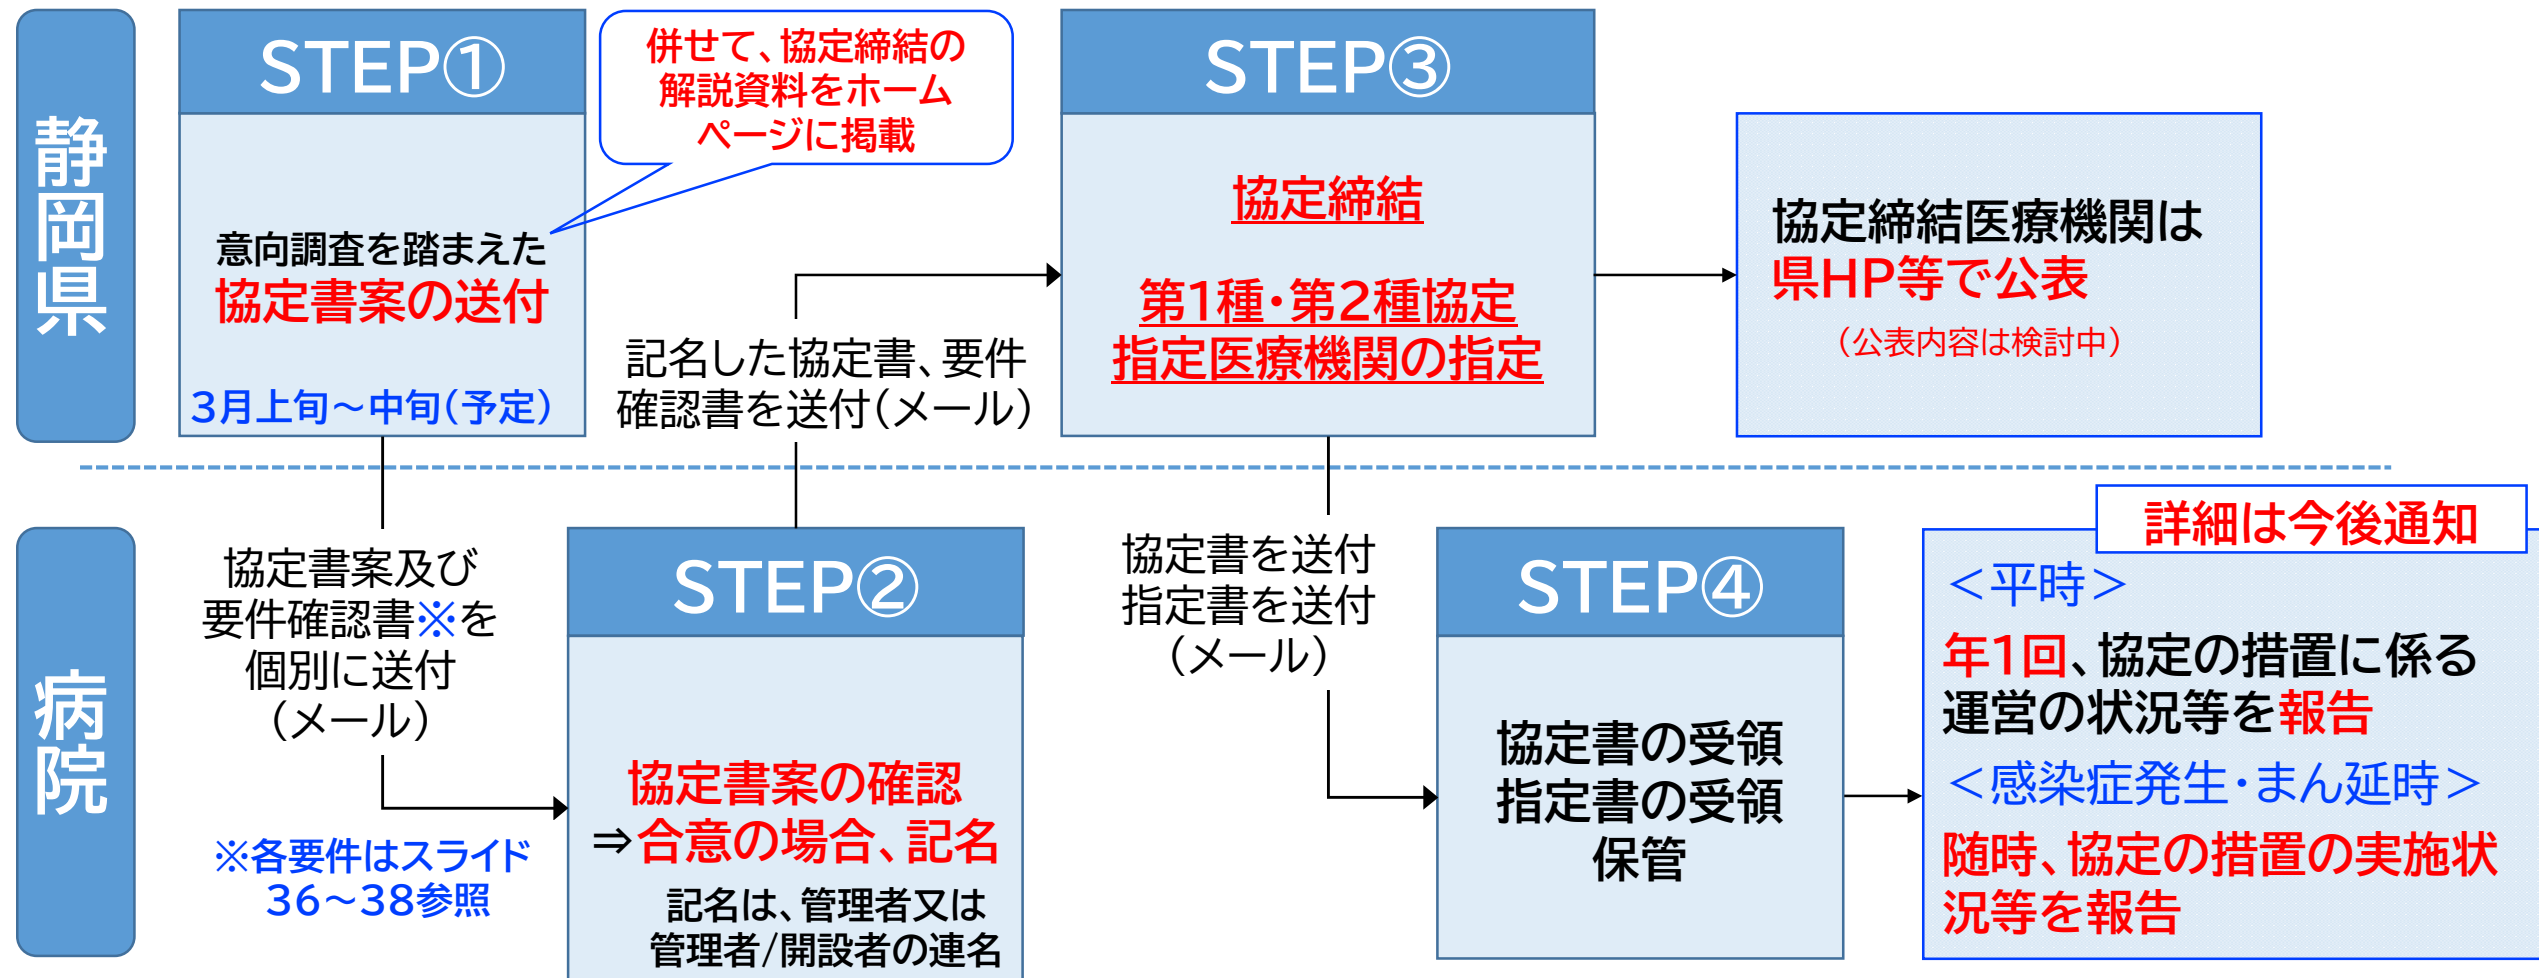 静岡県
STEP①
意向調査を踏まえた
協定書案の送付
3月上旬～中旬(予定)
併せて、協定締結の
解説資料をホーム
ページに掲載
記名した協定書、要件
確認書を送付(メール)
STEP③
協定締結
第1種・第2種協定
指定医療機関の指定
協定締結医療機関は
県HP等で公表
(公表内容は検討中)
病院
協定書案及び
要件確認書※を
個別に送付
(メール)
※各要件はスライド
36～38参照
STEP②
協定書案の確認
⇒合意の場合、記名
記名は、管理者又は
管理者/開設者の連名
協定書を送付
指定書を送付
(メール)
STEP④
協定書の受領
指定書の受領
保管
詳細は今後通知
＜平時＞
年1回、協定の措置に係る
運営の状況等を報告
＜感染症発生・まん延時＞
随時、協定の措置の実施状
況等を報告